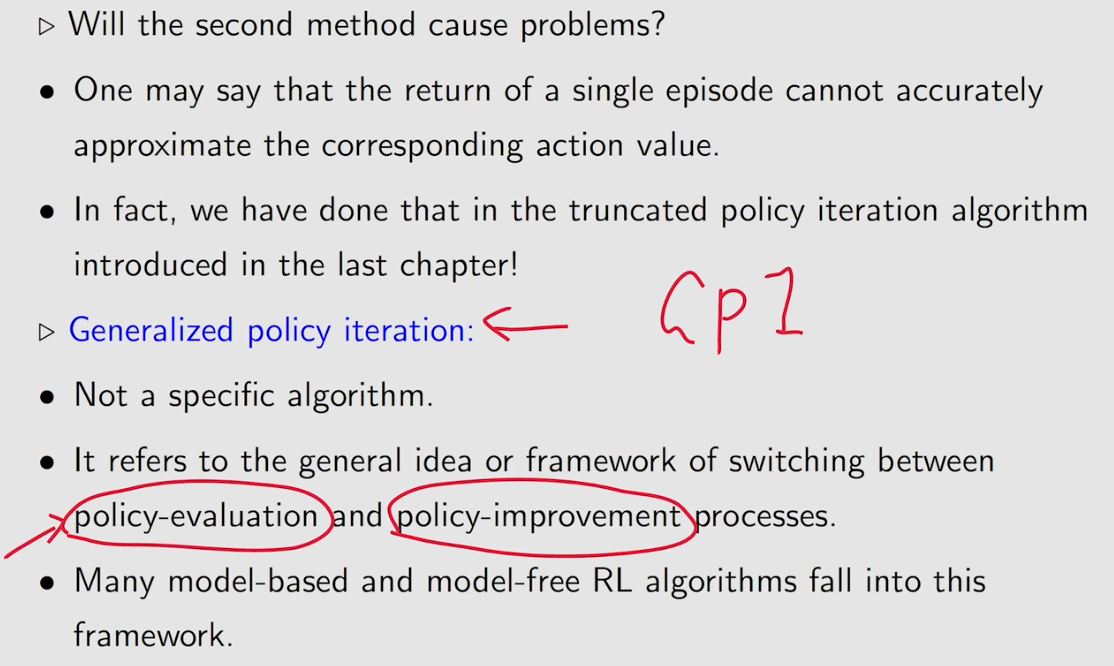 ▷ Will the second method cause problems?
• One may say that the return of a single episode cannot accurately
approximate the corresponding action value.
• In fact, we have done that in the truncated policy iteration algorithm
introduced in the last chapter!
▷ Generalized policy iteration:
GPI
• Not a specific algorithm.
• It refers to the general idea or framework of switching between
policy-evaluation and policy-improvement processes.
• Many model-based and model-free RL algorithms fall into this
framework.